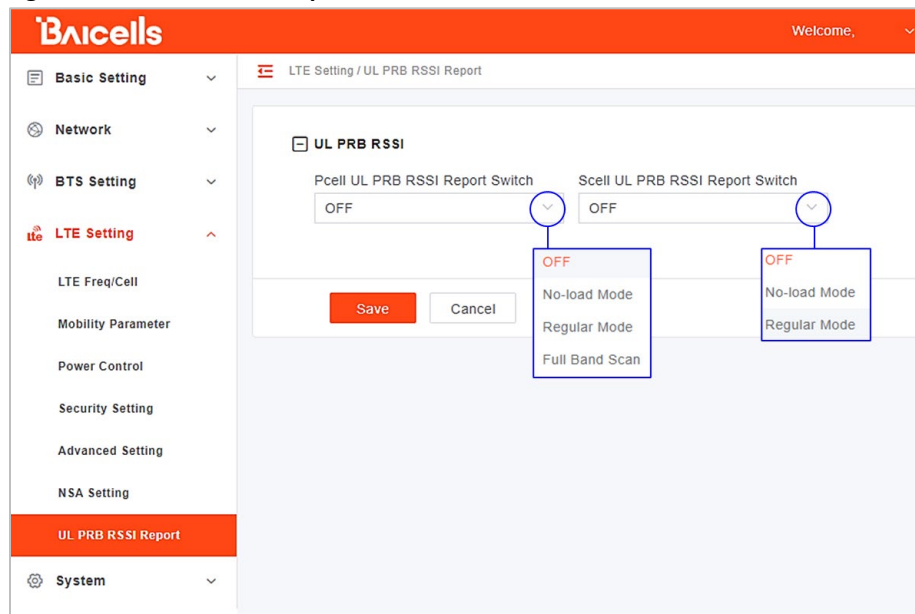 Baicells
Welcome,
Basic Setting
LTE Setting / UL PRB RSSI Report
Network
UL PRB RSSI
BTS Setting
Pcell UL PRB RSSI Report Switch
Scell UL PRB RSSI Report Switch
OFF
OFF
LTE Setting
OFF
No-load Mode
Regular Mode
Full Band Scan
OFF
No-load Mode
Regular Mode
LTE Freq/Cell
Save
Cancel
Mobility Parameter
Power Control
Security Setting
Advanced Setting
NSA Setting
UL PRB RSSI Report
System